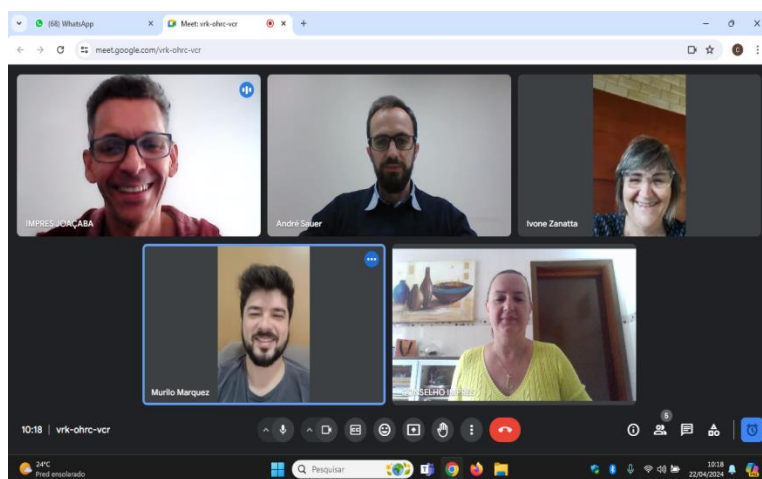 (68) WhatsApp
Meet: vrk-ohrc-vcr
meet.google.com/vrk-ohrc-vcr
IMPRES JOAÇABA
André Sauer
Ivone Zanatta
Murilo Marquez
10:18 | vrk-ohrc-vcr
5
24°C
Pred ensolarado
Pesquisar
10:18
22/04/2024